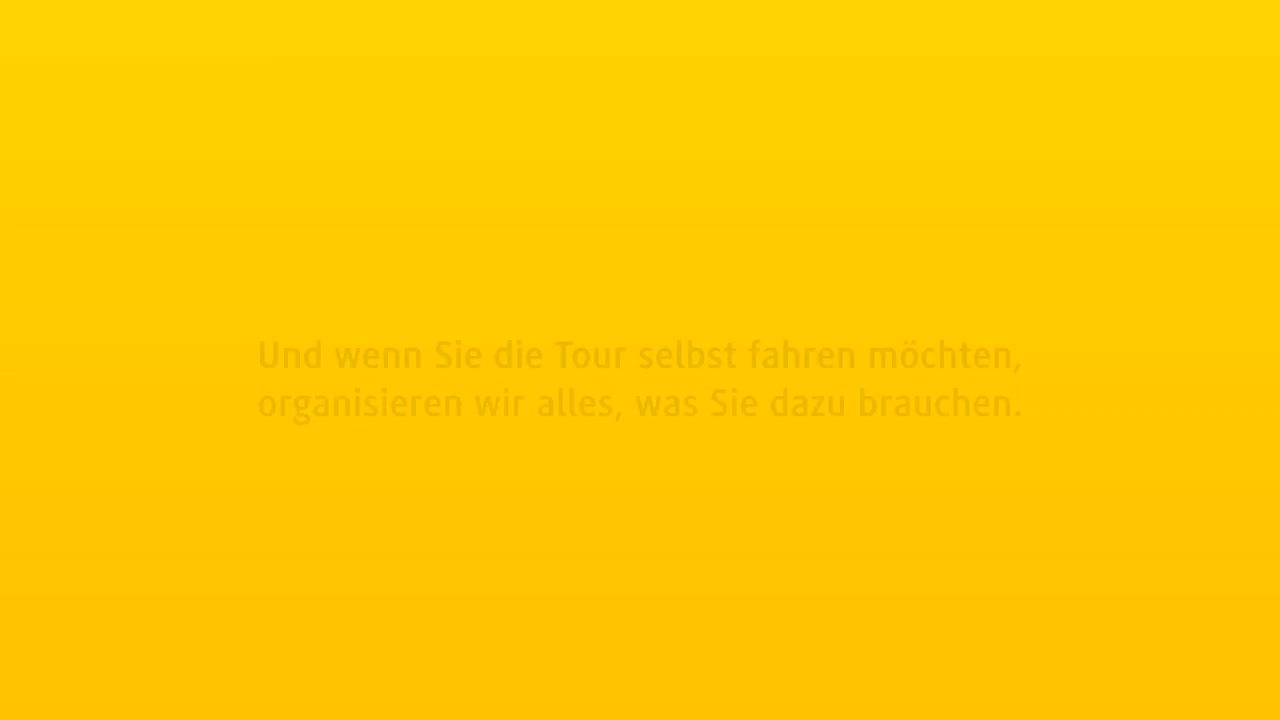 Und wenn Sie die Tour selbst fahren möchten,
organisieren wir alles, was Sie dazu brauchen.